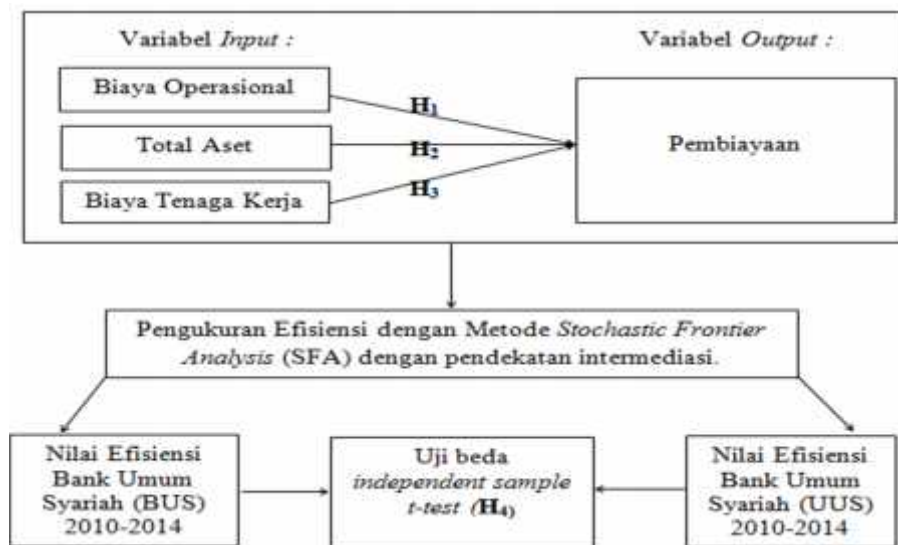 Variabel Input :
Variabel Output :
Biaya Operasional
Total Aset
Biaya Tenaga Kerja
H1
H2
H3
Pembiayaan
Pengukuran Efisiensi dengan Metode Stochastic Frontier
Analysis (SFA) dengan pendekatan intermediasi.
Nilai Efisiensi
Bank Umum
Syariah (BUS)
2010-2014
Uji beda
independent sample
t-test (H4)
Nilai Efisiensi
Bank Umum
Syariah (UUS)
2010-2014